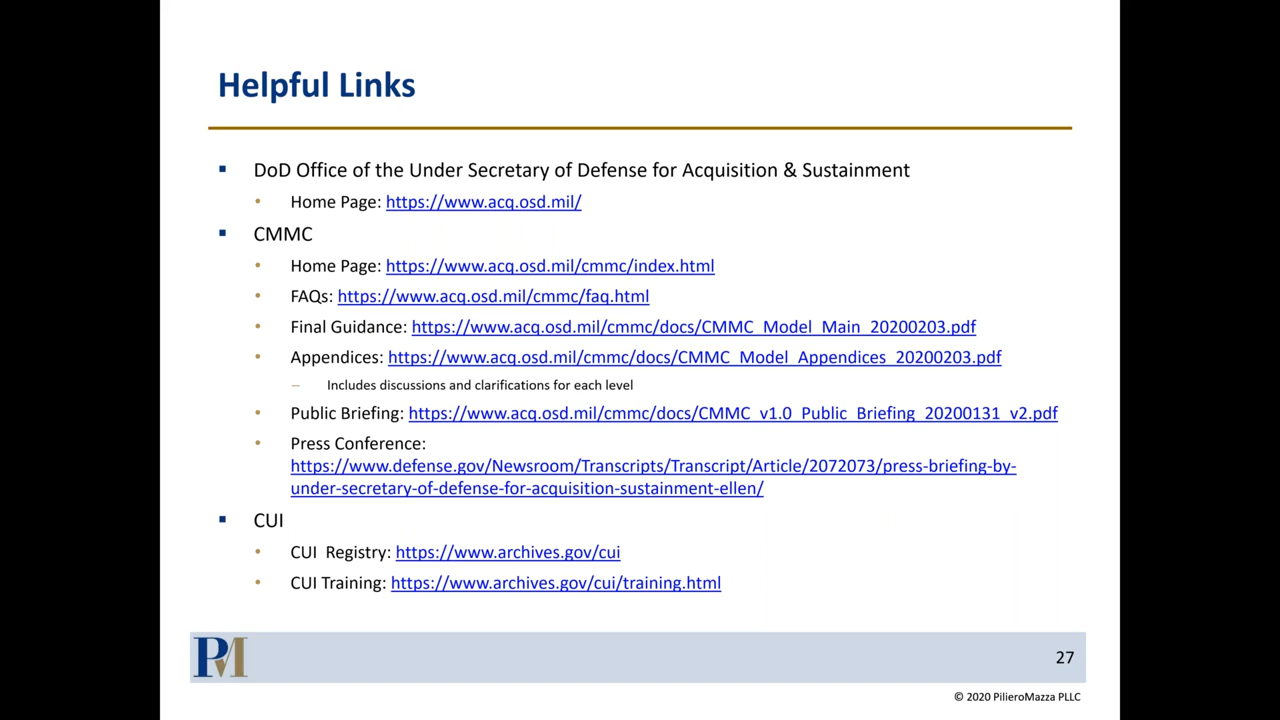 Helpful Links
DoD Office of the Under Secretary of Defense for Acquisition & Sustainment
Home Page: https://www.acq.osd.mil/
CMMC
Home Page: https://www.acq.osd.mil/cmmc/index.html
FAQs: https://www.acq.osd.mil/cmmc/faq.html
Final Guidance: https://www.acq.osd.mil/cmmc/docs/CMMC_Model_Main_20200203.pdf
Appendices: https://www.acq.osd.mil/cmmc/docs/CMMC_Model_Appendices_20200203.pdf
Includes discussions and clarifications for each level
Public Briefing: https://www.acq.osd.mil/cmmc/docs/CMMC_v1.0_Public_Briefing_20200131_v2.pdf
Press Conference:
https://www.defense.gov/Newsroom/Transcripts/Transcript/Article/2072073/press-briefing-by-
under-secretary-of-defense-for-acquisition-sustainment-ellen/
CUI
CUI Registry: https://www.archives.gov/cui
CUI Training: https://www.archives.gov/cui/training.html
PM
27
© 2020 PilieroMazza PLLC